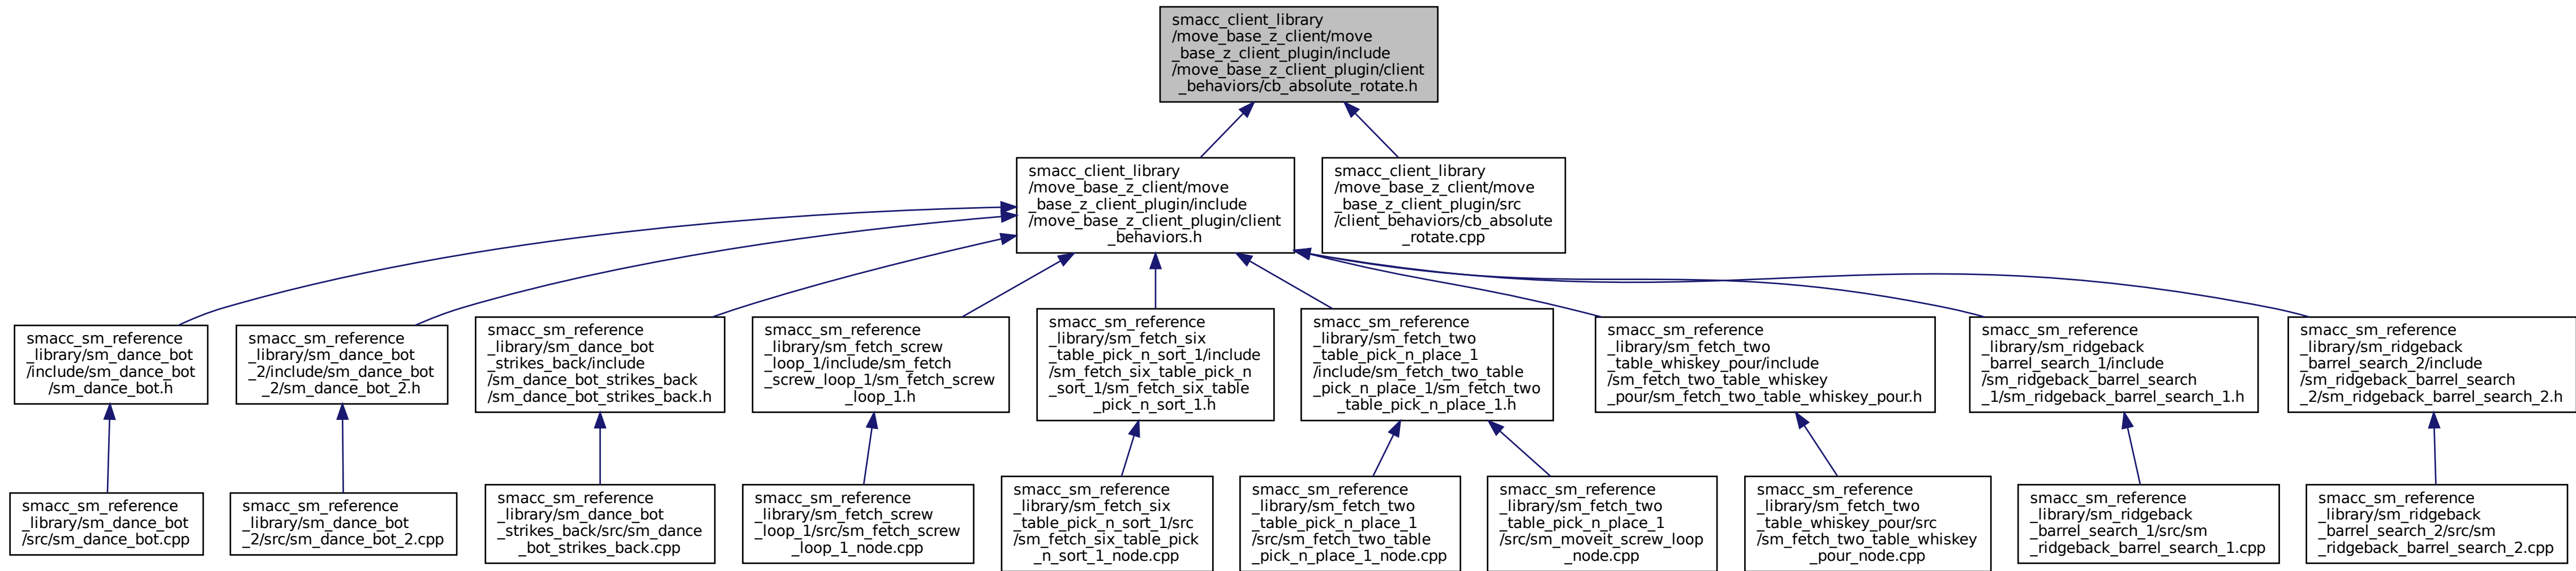 smacc_client_library
/move_base_z_client/move
_base_z_client_plugin/include
/move_base_z_client_plugin/client
_behaviors/cb_absolute_rotate.h
smacc_client_library
/move_base_z_client/move
_base_z_client_plugin/include
/move_base_z_client_plugin/client
_behaviors.h
smacc_client_library
/move_base_z_client/move
_base_z_client_plugin/src
/client_behaviors/cb_absolute
_rotate.cpp
smacc_sm_reference
_library/sm_dance_bot
/include/sm_dance_bot
/sm_dance_bot.h
smacc_sm_reference
_library/sm_dance_bot
_2/include/sm_dance_bot
_2/sm_dance_bot_2.h
smacc_sm_reference
_library/sm_dance_bot
_strikes_back/include
/sm_dance_bot_strikes_back
/sm_dance_bot_strikes_back.h
smacc_sm_reference
_library/sm_fetch_screw
_loop_1/include/sm_fetch
_screw_loop_1/sm_fetch_screw
_loop_1.h
smacc_sm_reference
_library/sm_fetch_six
_table_pick_n_sort_1/include
/sm_fetch_six_table_pick_n
_sort_1/sm_fetch_six_table
_pick_n_sort_1.h
smacc_sm_reference
_library/sm_fetch_two
_table_pick_n_place_1
/include/sm_fetch_two_table
_pick_n_place_1/sm_fetch_two
_table_pick_n_place_1.h
smacc_sm_reference
_library/sm_fetch_two
_table_whiskey_pour/include
/sm_fetch_two_table_whiskey
_pour/sm_fetch_two_table_whiskey_pour.h
smacc_sm_reference
_library/sm_ridgeback
_barrel_search_1/include
/sm_ridgeback_barrel_search
_1/sm_ridgeback_barrel_search_1.h
smacc_sm_reference
_library/sm_ridgeback
_barrel_search_2/include
/sm_ridgeback_barrel_search
_2/sm_ridgeback_barrel_search_2.h
smacc_sm_reference
_library/sm_dance_bot
/src/sm_dance_bot.cpp
smacc_sm_reference
_library/sm_dance_bot
_2/src/sm_dance_bot_2.cpp
smacc_sm_reference
_library/sm_dance_bot
_strikes_back/src/sm_dance
_bot_strikes_back.cpp
smacc_sm_reference
_library/sm_fetch_screw
_loop_1/src/sm_fetch_screw
_loop_1_node.cpp
smacc_sm_reference
_library/sm_fetch_six
_table_pick_n_sort_1/src
/sm_fetch_six_table_pick
_n_sort_1_node.cpp
smacc_sm_reference
_library/sm_fetch_two
_table_pick_n_place_1
/src/sm_fetch_two_table
_pick_n_place_1_node.cpp
smacc_sm_reference
_library/sm_fetch_two
_table_pick_n_place_1
/src/sm_moveit_screw_loop
_node.cpp
smacc_sm_reference
_library/sm_fetch_two
_table_whiskey_pour/src
/sm_fetch_two_table_whiskey
_pour_node.cpp
smacc_sm_reference
_library/sm_ridgeback
_barrel_search_1/src/sm
_ridgeback_barrel_search_1.cpp
smacc_sm_reference
_library/sm_ridgeback
_barrel_search_2/src/sm
_ridgeback_barrel_search_2.cpp